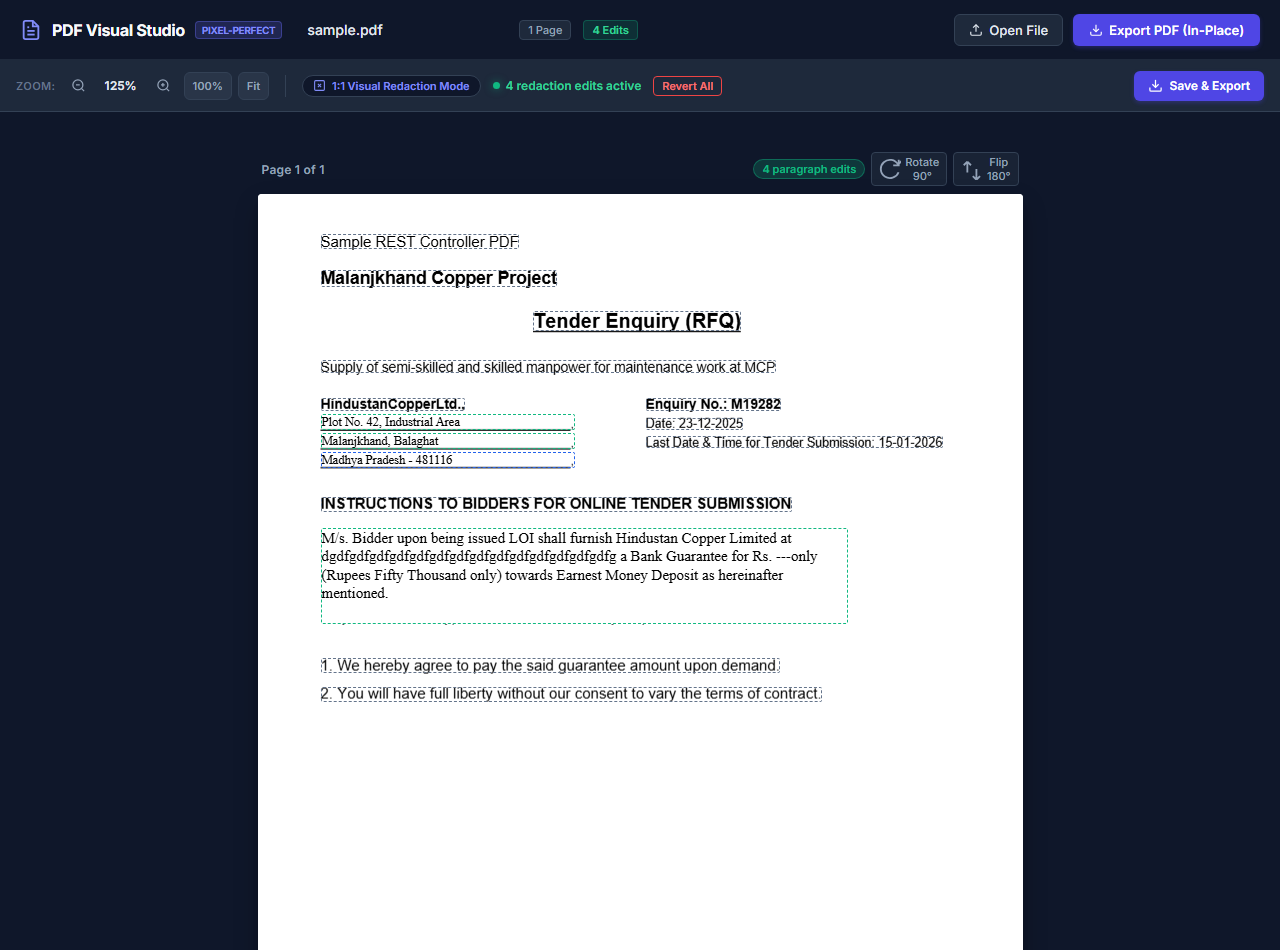 PDF Visual Studio PIXEL-PERFECT sample.pdf 1 Page 4 Edits Open File Export PDF (In-Place)
ZOOM: 125% 100% Fit 1:1 Visual Redaction Mode 4 redaction edits active Revert All Save & Export
Page 1 of 1 4 paragraph edits Rotate 90° Flip 180°
Sample REST Controller PDF
Malanjkhand Copper Project
Tender Enquiry (RFQ)
Supply of semi-skilled and skilled manpower for maintenance work at MCP
HindustanCopperLtd., Enquiry No.: M19282
Plot No. 42, Industrial Area, Date: 23-12-2025
Malanjkhand, Balaghat, Last Date & Time for Tender Submission: 15-01-2026
Madhya Pradesh - 481116,
INSTRUCTIONS TO BIDDERS FOR ONLINE TENDER SUBMISSION
M/s. Bidder upon being issued LOI shall furnish Hindustan Copper Limited at
dgdfgdfgdfgdfgdfgdfgdfgdfgdfgdfgdfgdfgdfgdfg a Bank Guarantee for Rs. ---only
(Rupees Fifty Thousand only) towards Earnest Money Deposit as hereinafter
mentioned.
1. We hereby agree to pay the said guarantee amount upon demand.
2. You will have full liberty without our consent to vary the terms of contract.